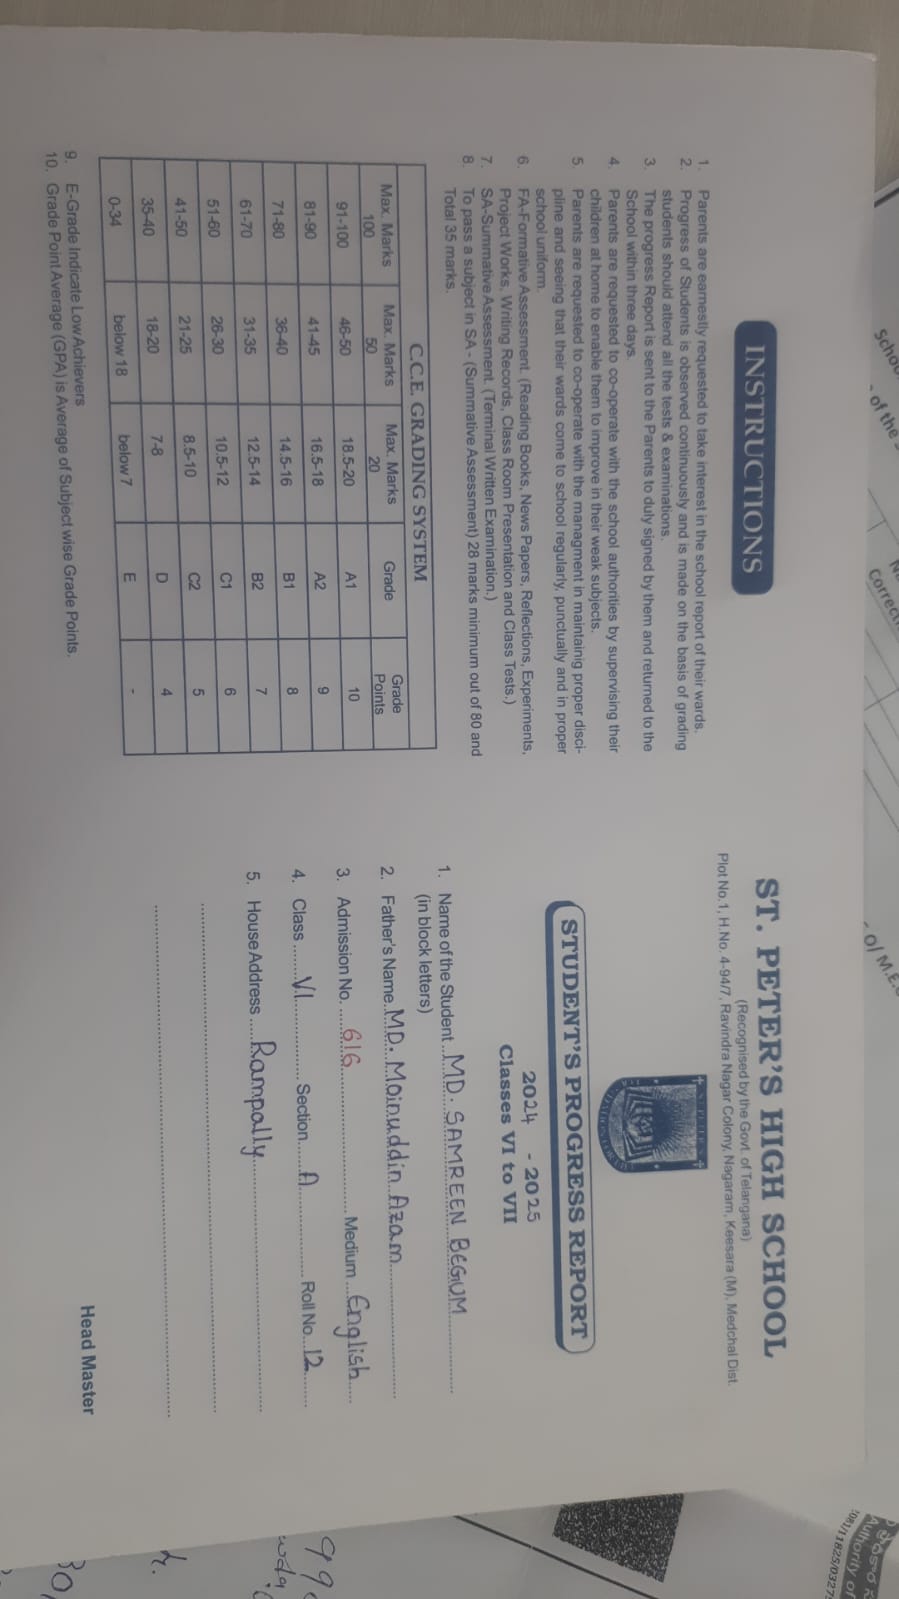 INSTRUCTIONS
1. Parents are earnestly requested to take interest in the school report of their wards.
2. Progress of Students is observed continuously and is made on the basis of grading
students should attend all the tests & examinations.
3. The progress Report is sent to the Parents to duly signed by them and returned to the
School within three days.
4. Parents are requested to co-operate with the school authorities by supervising their
children at home to enable them to improve in their weak subjects.
5. Parents are requested to co-operate with the managment in maintainig proper disci-
pline and seeing that their wards come to school regularly, punctually and in proper
school uniform.
6. FA-Formative Assessment. (Reading Books, News Papers, Reflections, Experiments,
Project Works, Writing Records, Class Room Presentation and Class Tests.)
7. SA-Summative Assessment. (Terminal Written Examination.)
8. To pass a subject in SA - (Summative Assessment) 28 marks minimum out of 80 and
Total 35 marks.
C.C.E. GRADING SYSTEM
Max. Marks 100 Max. Marks 50 Max. Marks 20 Grade Grade Points
91-100 46-50 18.5-20 A1 10
81-90 41-45 16.5-18 A2 9
71-80 36-40 14.5-16 B1 8
61-70 31-35 12.5-14 B2 7
51-60 26-30 10.5-12 C1 6
41-50 21-25 8.5-10 C2 5
35-40 18-20 7-8 D 4
0-34 below 18 below 7 E -
9. E-Grade Indicate Low Achievers
10. Grade Point Average (GPA) is Average of Subject wise Grade Points.
ST. PETER'S HIGH SCHOOL
(Recognised by the Govt. of Telangana)
Plot No.1, H.No. 4-94/7, Ravindra Nagar Colony, Nagaram, Keesara (M), Medchal Dist.
STUDENT'S PROGRESS REPORT
2024 - 2025
Classes VI to VII
1. Name of the Student MD. SAMREEN BEGUM
(in block letters)
2. Father's Name MD. Moinuddin Azam
3. Admission No. 616 Medium English
4. Class VI Section A Roll No. 12
5. House Address Rampally
Head Master
of the
Authority of